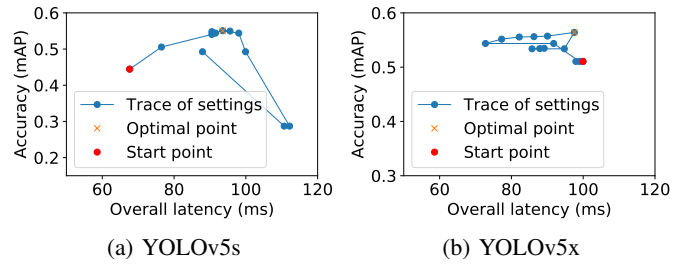 0.6
0.5
0.4
0.3
0.2
Accuracy (mAP)
Trace of settings
Optimal point
Start point
60 80 100 120
Overall latency (ms)
(a) YOLOv5s
0.6
0.5
0.4
0.3
Accuracy (mAP)
Trace of settings
Optimal point
Start point
60 80 100 120
Overall latency (ms)
(b) YOLOv5x